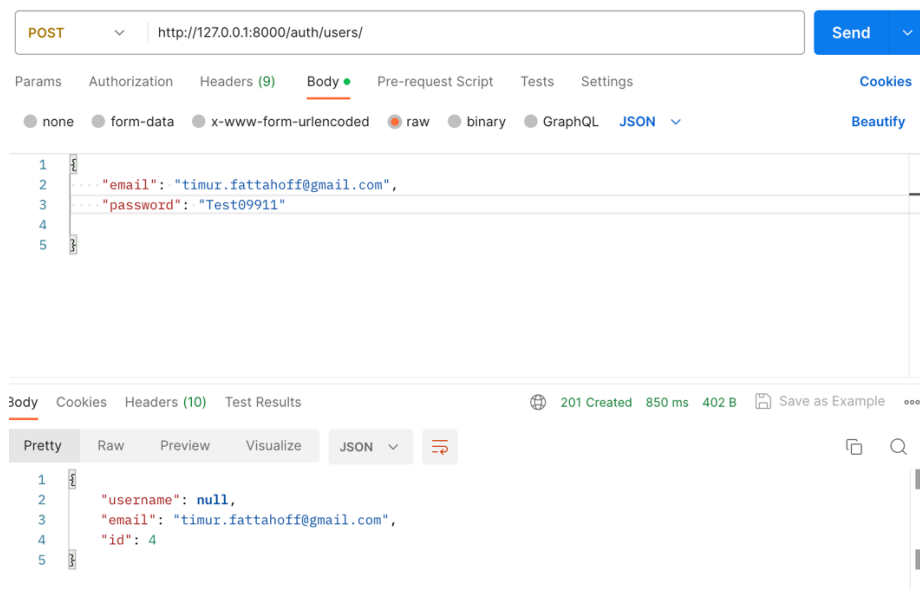 POST http://127.0.0.1:8000/auth/users/ Send
Params Authorization Headers (9) Body Pre-request Script Tests Settings Cookies
none form-data x-www-form-urlencoded raw binary GraphQL JSON Beautify
1 {
2 "email": "timur.fattahoff@gmail.com",
3 "password": "Test09911"
4
5 }
Body Cookies Headers (10) Test Results 201 Created 850 ms 402 B Save as Example
Pretty Raw Preview Visualize JSON
1 {
2 "username": null,
3 "email": "timur.fattahoff@gmail.com",
4 "id": 4
5 }